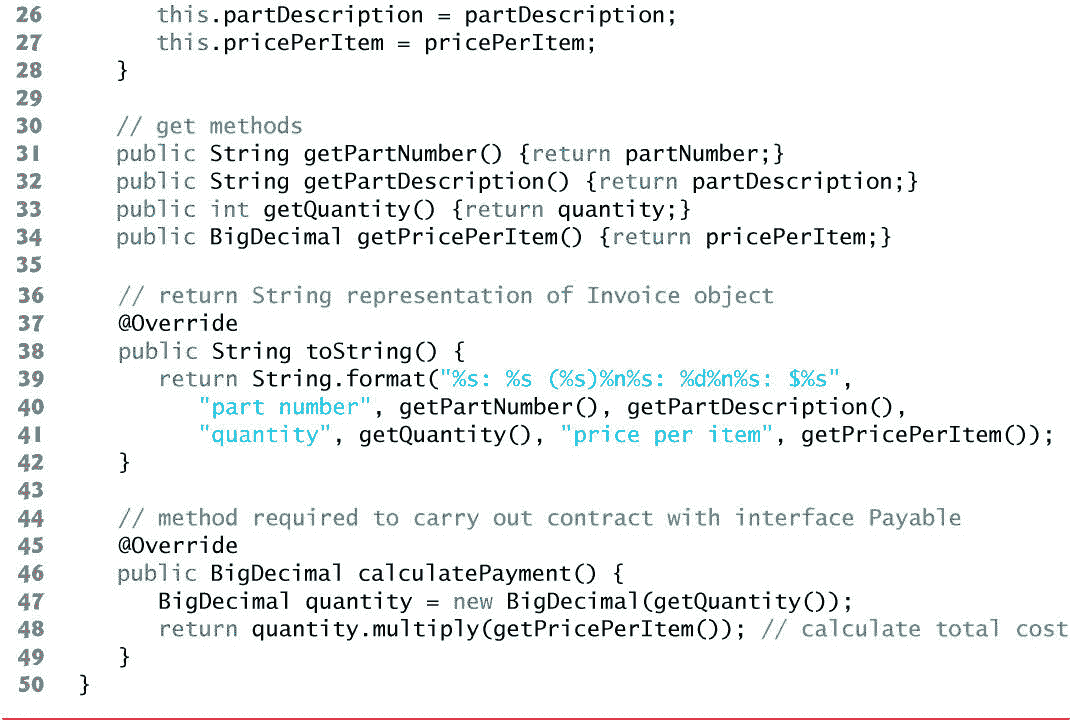 26 this.partDescription = partDescription;
27 this.pricePerItem = pricePerItem;
28 }
29
30 // get methods
31 public String getPartNumber() {return partNumber;}
32 public String getPartDescription() {return partDescription;}
33 public int getQuantity() {return quantity;}
34 public BigDecimal getPricePerItem() {return pricePerItem;}
35
36 // return String representation of Invoice object
37 @Override
38 public String toString() {
39 return String.format("%s: %s (%s)%n%s: %d%n%s: $%s",
40 "part number", getPartNumber(), getPartDescription(),
41 "quantity", getQuantity(), "price per item", getPricePerItem());
42 }
43
44 // method required to carry out contract with interface Payable
45 @Override
46 public BigDecimal calculatePayment() {
47 BigDecimal quantity = new BigDecimal(getQuantity());
48 return quantity.multiply(getPricePerItem()); // calculate total cost
49 }
50 }